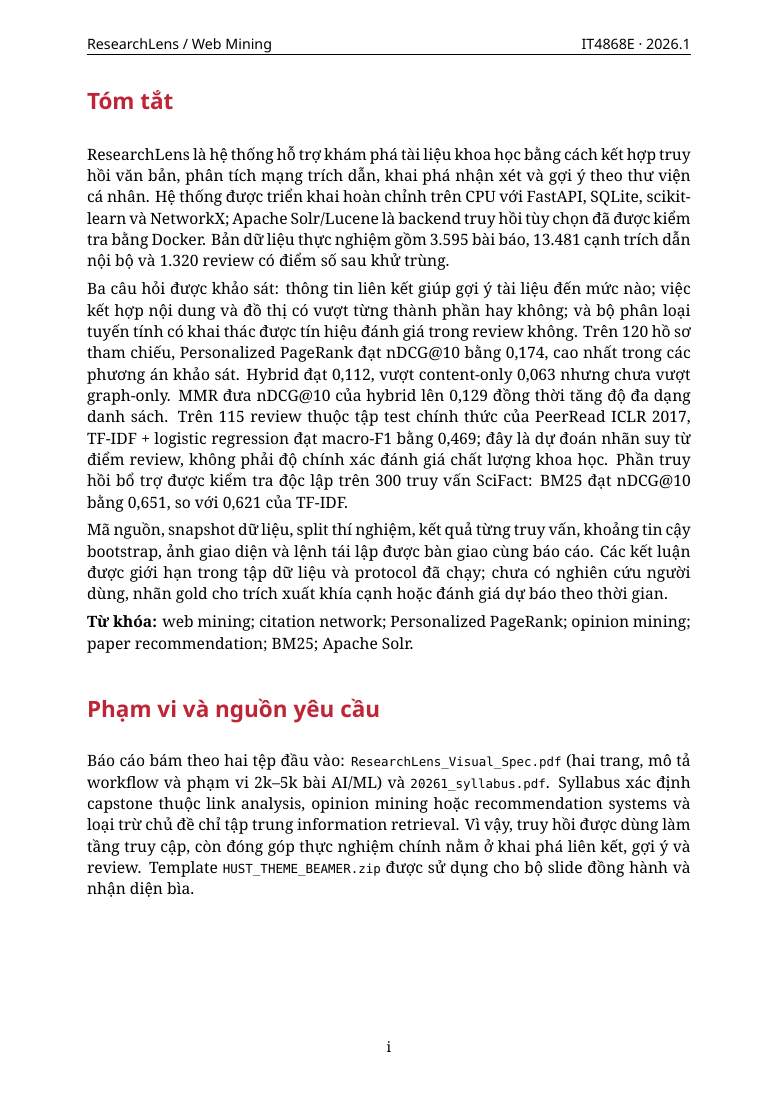 ResearchLens / Web Mining
IT4868E · 2026.1
Tóm tắt
ResearchLens là hệ thống hỗ trợ khám phá tài liệu khoa học bằng cách kết hợp truy
hồi văn bản, phân tích mạng trích dẫn, khai phá nhận xét và gợi ý theo thư viện
cá nhân. Hệ thống được triển khai hoàn chỉnh trên CPU với FastAPI, SQLite, scikit-
learn và NetworkX; Apache Solr/Lucene là backend truy hồi tùy chọn đã được kiểm
tra bằng Docker. Bản dữ liệu thực nghiệm gồm 3.595 bài báo, 13.481 cạnh trích dẫn
nội bộ và 1.320 review có điểm số sau khử trùng.
Ba câu hỏi được khảo sát: thông tin liên kết giúp gợi ý tài liệu đến mức nào; việc
kết hợp nội dung và đồ thị có vượt từng thành phần hay không; và bộ phân loại
tuyến tính có khai thác được tín hiệu đánh giá trong review không. Trên 120 hồ sơ
tham chiếu, Personalized PageRank đạt nDCG@10 bằng 0,174, cao nhất trong các
phương án khảo sát. Hybrid đạt 0,112, vượt content-only 0,063 nhưng chưa vượt
graph-only. MMR đưa nDCG@10 của hybrid lên 0,129 đồng thời tăng độ đa dạng
danh sách. Trên 115 review thuộc tập test chính thức của PeerRead ICLR 2017,
TF-IDF + logistic regression đạt macro-F1 bằng 0,469; đây là dự đoán nhãn suy từ
điểm review, không phải độ chính xác đánh giá chất lượng khoa học. Phần truy
hồi bổ trợ được kiểm tra độc lập trên 300 truy vấn SciFact: BM25 đạt nDCG@10
bằng 0,651, so với 0,621 của TF-IDF.
Mã nguồn, snapshot dữ liệu, split thí nghiệm, kết quả từng truy vấn, khoảng tin cậy
bootstrap, ảnh giao diện và lệnh tái lập được bàn giao cùng báo cáo. Các kết luận
được giới hạn trong tập dữ liệu và protocol đã chạy; chưa có nghiên cứu người
dùng, nhãn gold cho trích xuất khía cạnh hoặc đánh giá dự báo theo thời gian.
Từ khóa: web mining; citation network; Personalized PageRank; opinion mining;
paper recommendation; BM25; Apache Solr.
Phạm vi và nguồn yêu cầu
Báo cáo bám theo hai tệp đầu vào: ResearchLens_Visual_Spec.pdf (hai trang, mô tả
workflow và phạm vi 2k–5k bài AI/ML) và 20261_syllabus.pdf. Syllabus xác định
capstone thuộc link analysis, opinion mining hoặc recommendation systems và
loại trừ chủ đề chỉ tập trung information retrieval. Vì vậy, truy hồi được dùng làm
tầng truy cập, còn đóng góp thực nghiệm chính nằm ở khai phá liên kết, gợi ý và
review. Template HUST_THEME_BEAMER.zip được sử dụng cho bộ slide đồng hành và
nhận diện bìa.
i